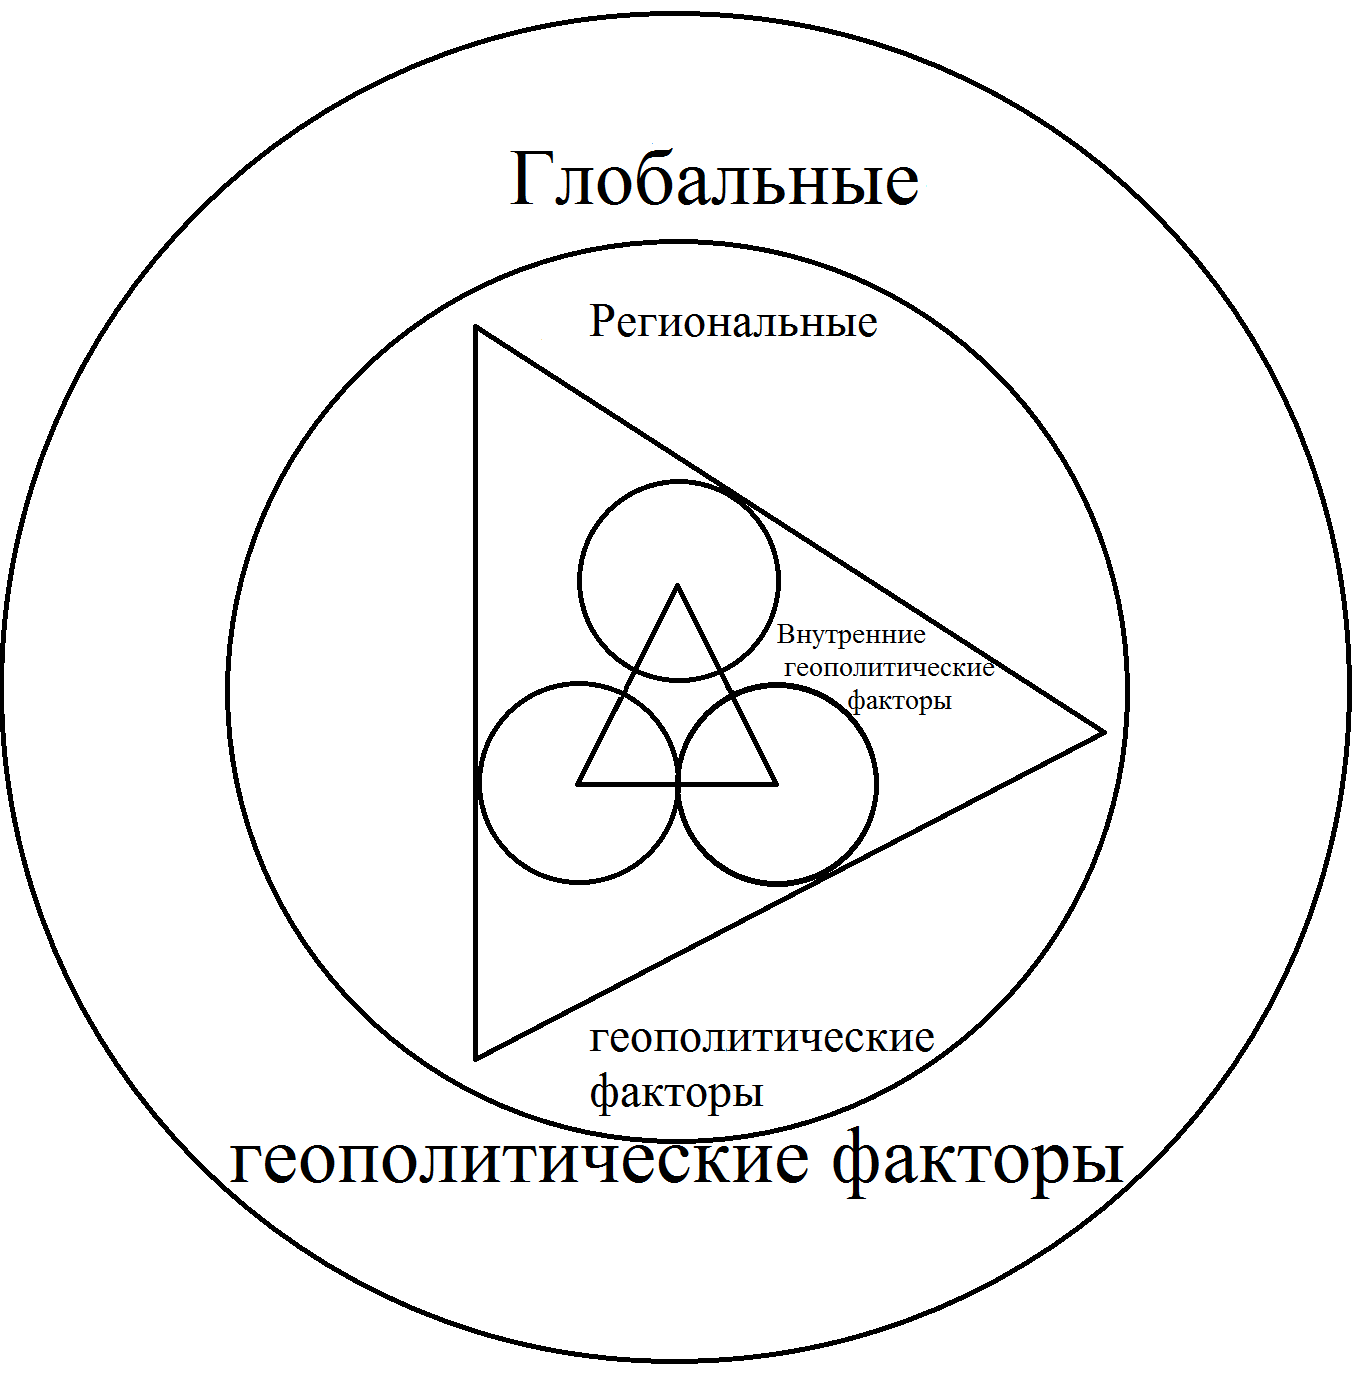 Глобальные
Региональные
Внутренние
геополитические
факторы
геополитические
факторы
геополитические факторы